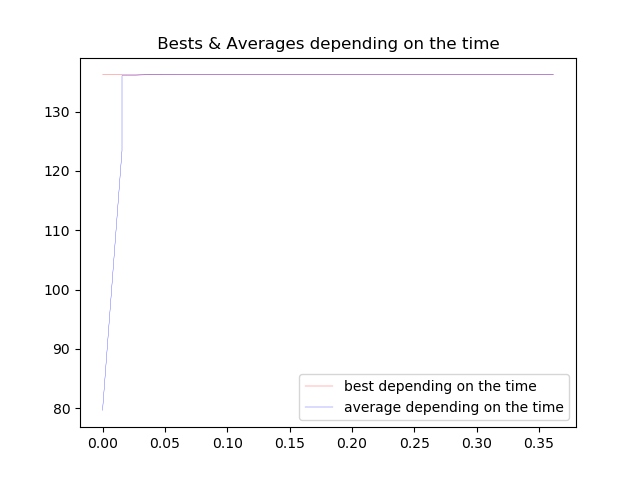 Bests & Averages depending on the time
130
120
110
100
90
80
best depending on the time
average depending on the time
0.00 0.05 0.10 0.15 0.20 0.25 0.30 0.35